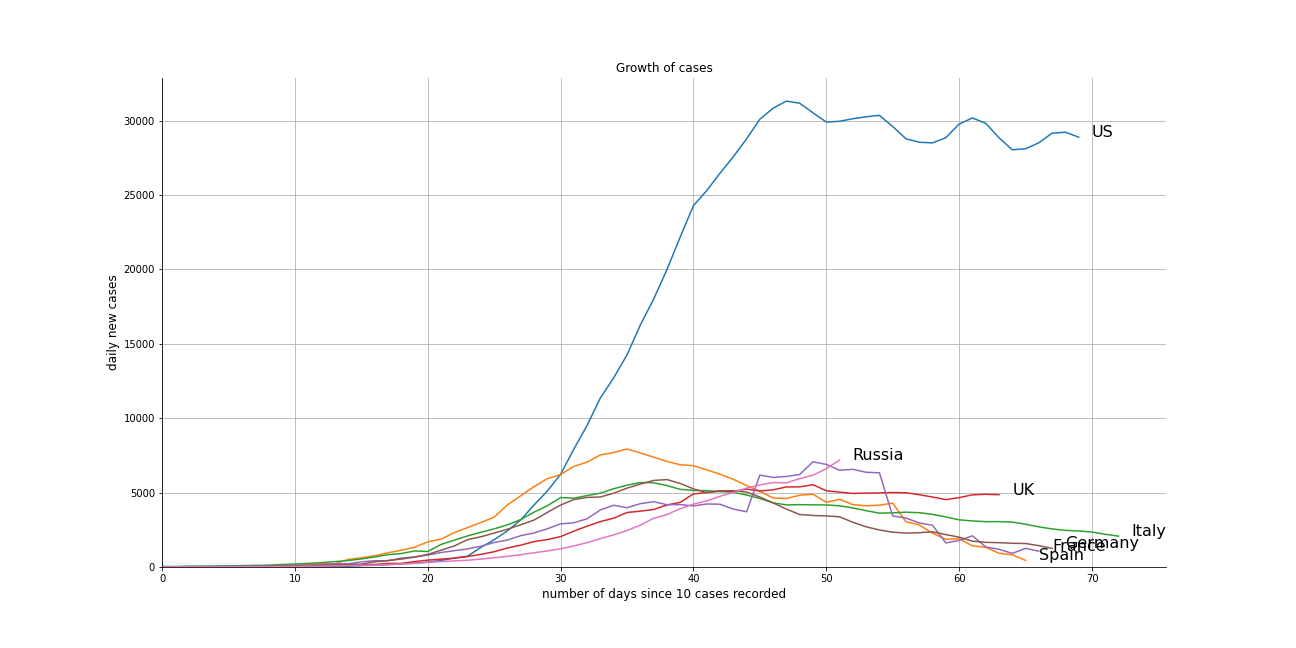 Growth of cases
daily new cases
30000
25000
20000
15000
10000
5000
0
US
Russia
UK
Italy
Germany
France
Spain
0 10 20 30 40 50 60 70
number of days since 10 cases recorded